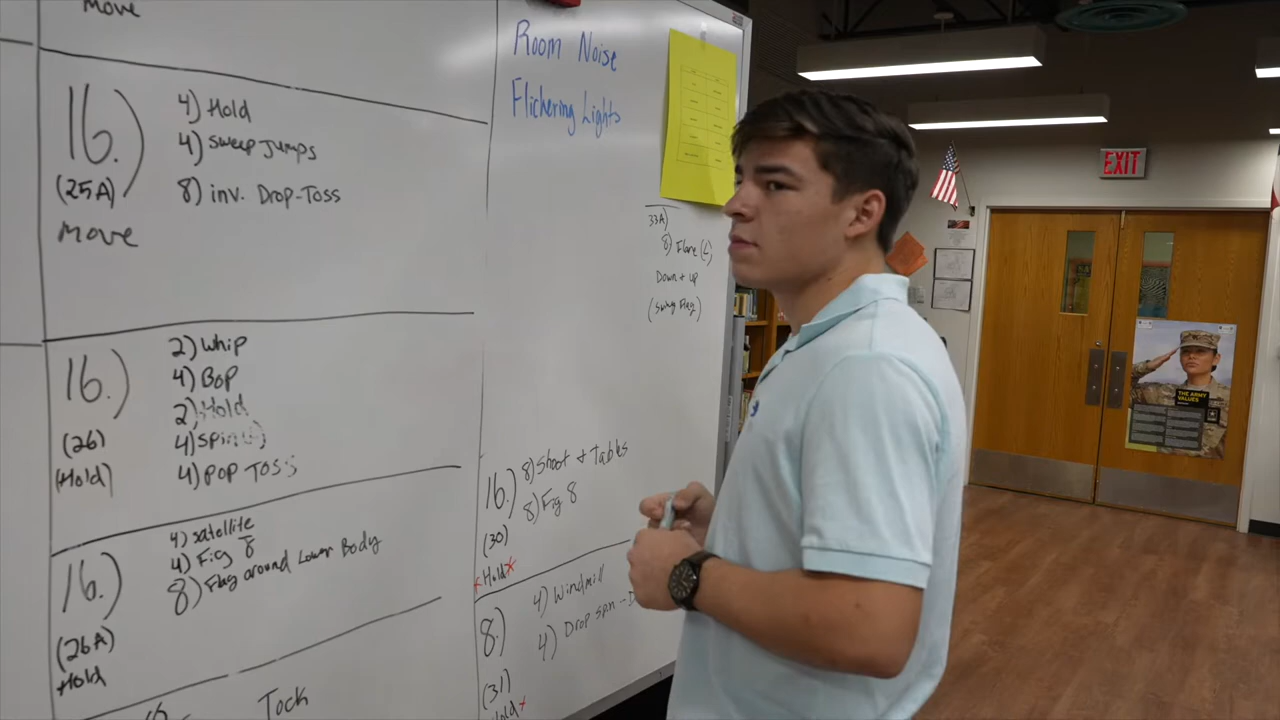 Move
16.)
(25A)
Move
4) Hold
4) sweep Jumps
8) inv. Drop-Toss
16.)
(26)
(Hold)
2) Whip
4) BOP
2) Hold
4) spin
4) POP TOSS
16.)
(26A)
Hold
4) satellite
4) Fig 8
8) Flag around Lower Body
Tock
Room Noise
Flickering Lights
33A)
8) Flare (L)
Down + up
(Swing Flag)
16.)
(30)
*Hold*
8) Shoot + Tables
8) Fig 8
8.)
(31)
Hold*
4) Windmill
4) Drop spin -- D
EXIT
THE ARMY
VALUES